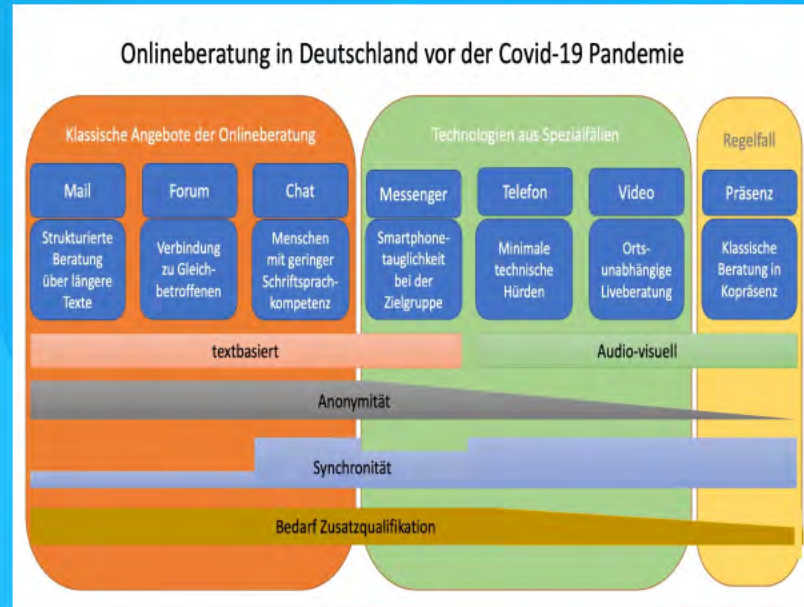 Onlineberatung in Deutschland vor der Covid-19 Pandemie
Klassische Angebote der Onlineberatung
Technologien aus Spezialfällen
Regelfall
Mail
Forum
Chat
Messenger
Telefon
Video
Präsenz
Strukturierte
Beratung
über längere
Texte
Verbindung
zu Gleich-
betroffenen
Menschen
mit geringer
Schriftsprach-
kompetenz
Smartphone-
tauglichkeit
bei der
Zielgruppe
Minimale
technische
Hürden
Orts-
unabhängige
Liveberatung
Klassische
Beratung in
Kopräsenz
textbasiert
Audio-visuell
Anonymität
Synchronität
Bedarf Zusatzqualifikation